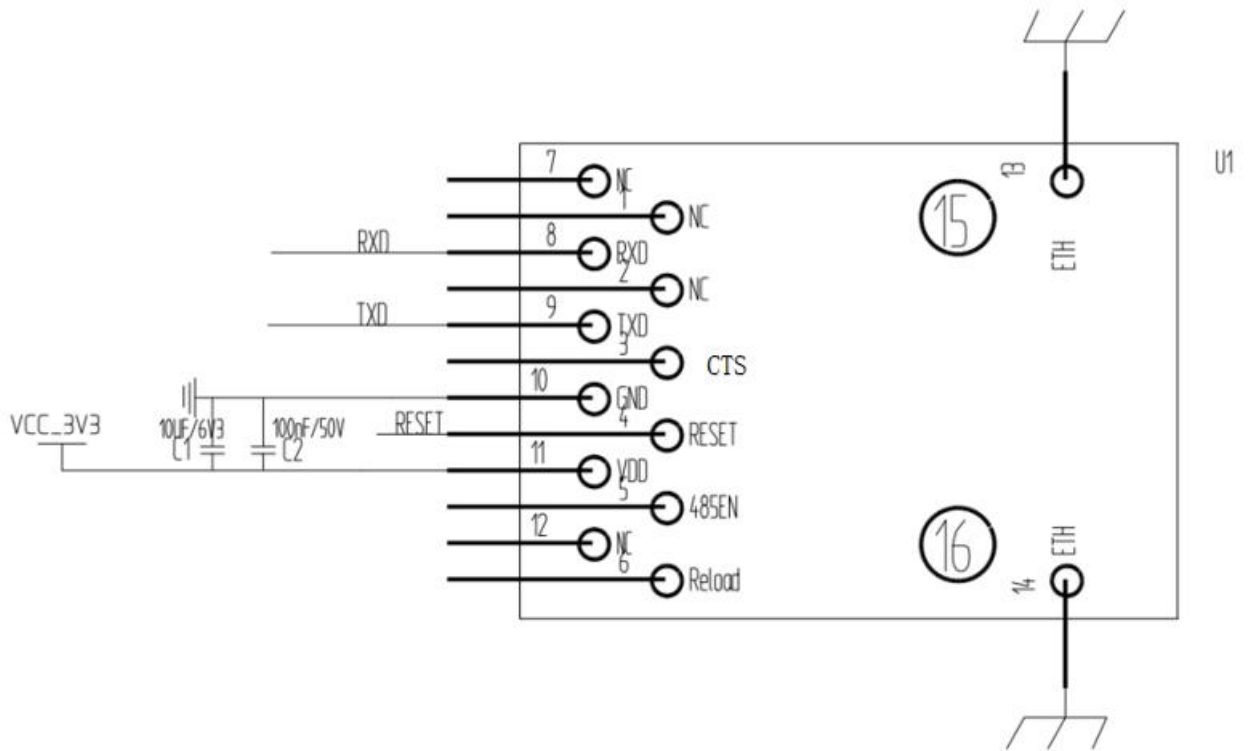 U1
7
NC
1
NC
RXD
8
RXD
2
NC
TXD
9
TXD
3
CTS
10
GND
VCC_3V3
10UF/6V3
100nF/50V
C1
C2
RESET
4
RESET
11
VDD
5
485EN
12
NC
6
Reload
13
15
ETH
16
ETH
14